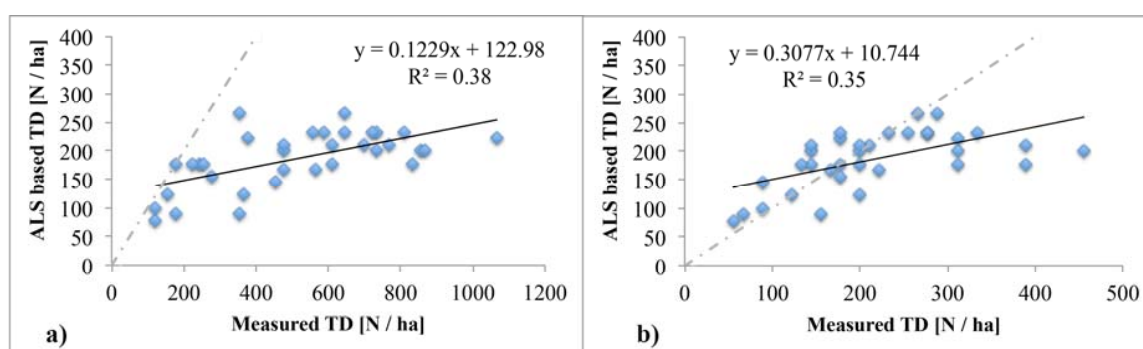 400
350
300
250
200
150
100
50
0
ALS based TD [N / ha]
y = 0.1229x + 122.98
R² = 0.38
0 200 400 600 800 1000 1200
a) Measured TD [N / ha]
400
350
300
250
200
150
100
50
0
ALS based TD [N / ha]
y = 0.3077x + 10.744
R² = 0.35
0 100 200 300 400 500
b) Measured TD [N / ha]